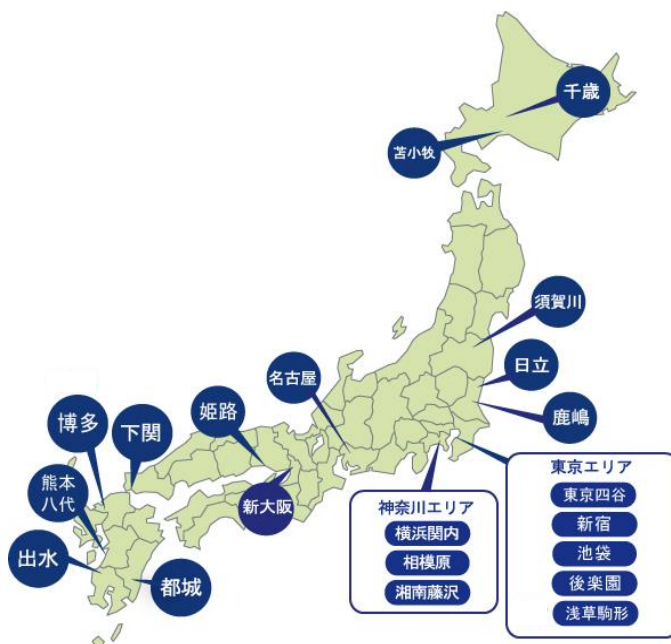 千歳
苫小牧
須賀川
日立
鹿嶋
名古屋
姫路
新大阪
下関
博多
熊本
八代
出水
都城
神奈川エリア
横浜関内
相模原
湘南藤沢
東京エリア
東京四谷
新宿
池袋
後楽園
浅草駒形